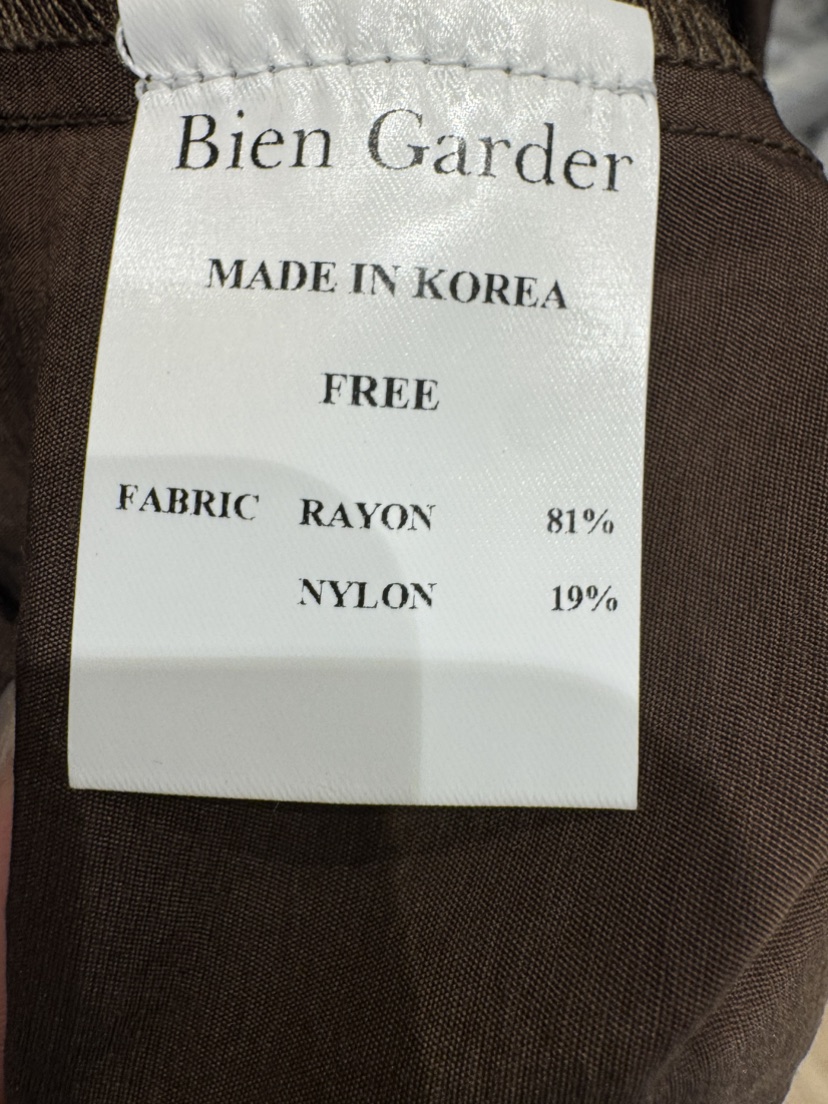 Bien Garder
MADE IN KOREA
FREE
FABRIC RAYON 81%
NYLON 19%